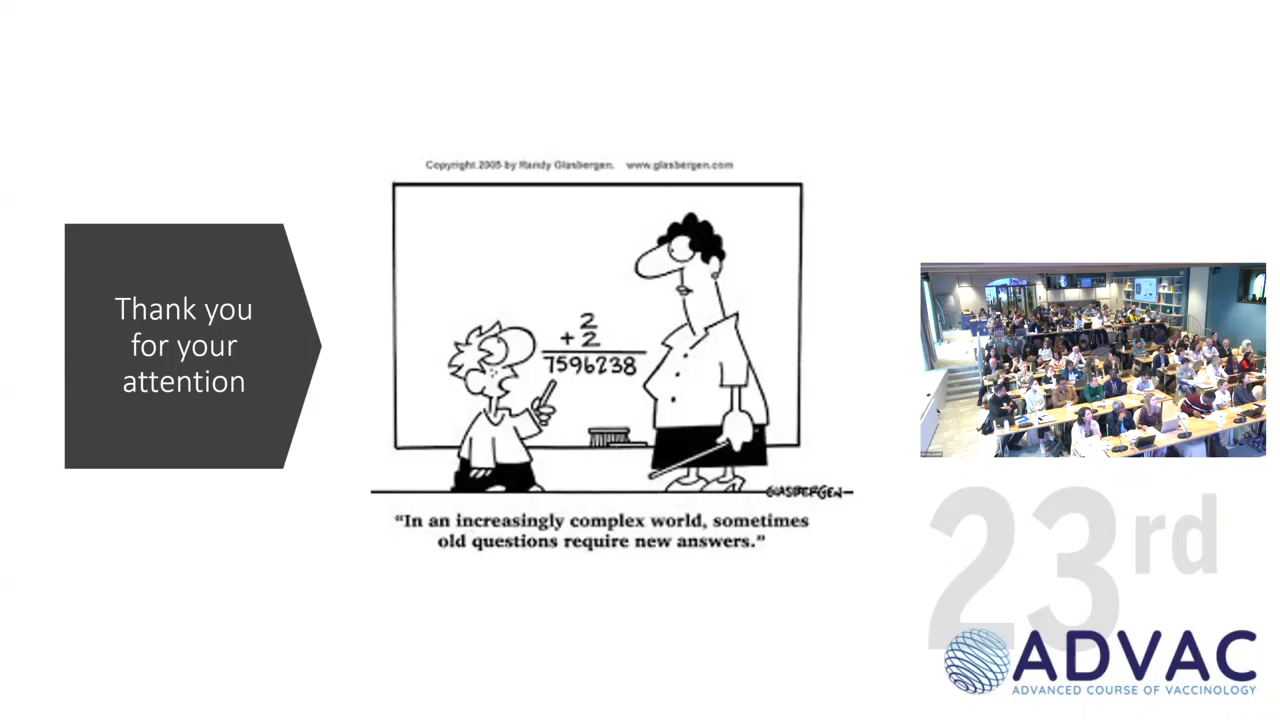 Copyright 2005 by Randy Glasbergen. www.glasbergen.com
Thank you
for your
attention
2
+ 2
7596238
GLASBERGEN
“In an increasingly complex world, sometimes
old questions require new answers.”
23rd
ADVAC
ADVANCED COURSE OF VACCINOLOGY